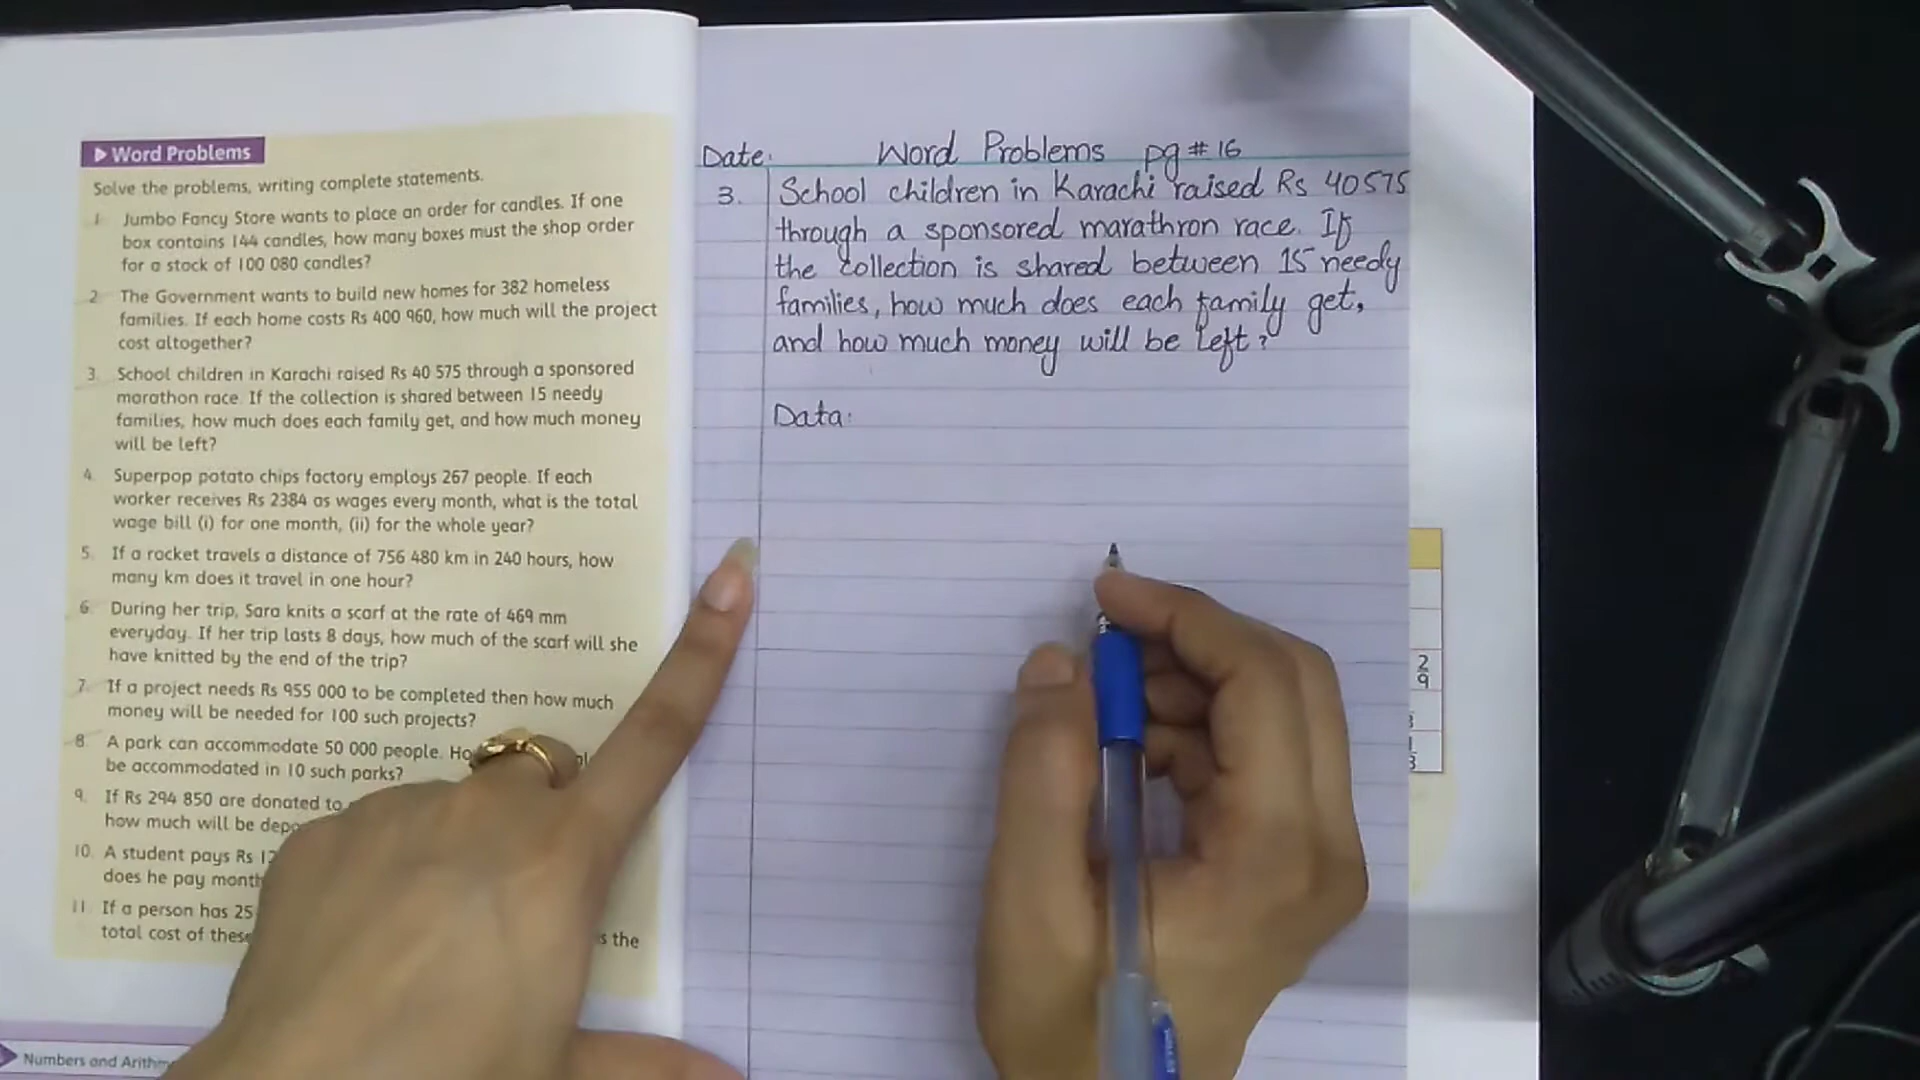 Word Problems
Solve the problems, writing complete statements.
1 Jumbo Fancy Store wants to place an order for candles. If one
box contains 144 candles, how many boxes must the shop order
for a stock of 100 080 candles?
2 The Government wants to build new homes for 382 homeless
families. If each home costs Rs 400 960, how much will the project
cost altogether?
3. School children in Karachi raised Rs 40 575 through a sponsored
marathon race. If the collection is shared between 15 needy
families, how much does each family get, and how much money
will be left?
4. Superpop potato chips factory employs 267 people. If each
worker receives Rs 2384 as wages every month, what is the total
wage bill (i) for one month, (ii) for the whole year?
5. If a rocket travels a distance of 756 480 km in 240 hours, how
many km does it travel in one hour?
6. During her trip, Sara knits a scarf at the rate of 469 mm
everyday. If her trip lasts 8 days, how much of the scarf will she
have knitted by the end of the trip?
7. If a project needs Rs 955 000 to be completed then how much
money will be needed for 100 such projects?
8. A park can accommodate 50 000 people.
be accommodated in 10 such parks?
9. If Rs 294 850 are donated to
how much will be
10. A student pays Rs
does he pay
11. If a person has 25
total cost of these is the
Numbers and
Date: Word Problems pg # 16
3. School children in Karachi raised Rs 40575
through a sponsored marathron race. If
the collection is shared between 15 needy
families, how much does each family get,
and how much money will be left?
Data:
2
9
1
3